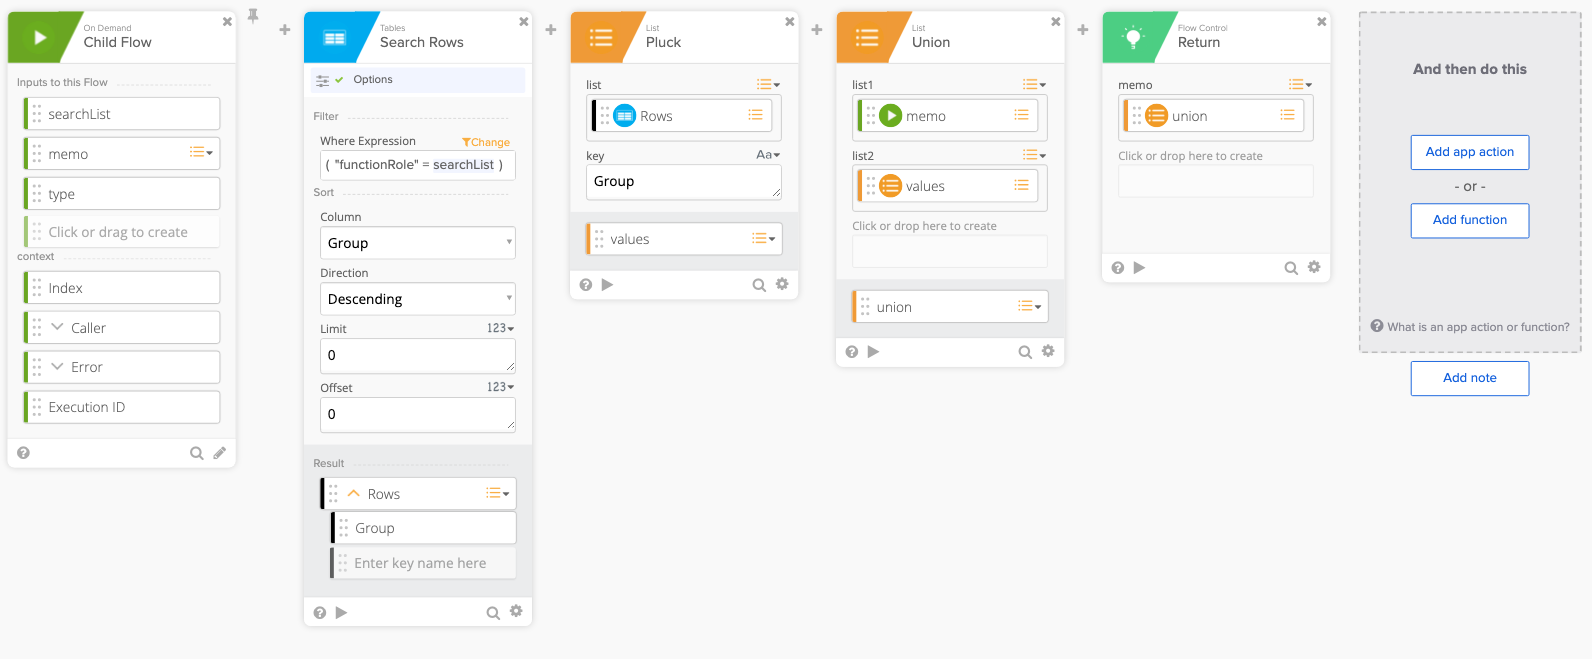 On Demand
Child Flow
Inputs to this Flow
searchList
memo
type
Click or drag to create
context
Index
Caller
Error
Execution ID
Tables
Search Rows
Options
Filter
Where Expression
Change
( "functionRole" = searchList )
Sort
Column
Group
Direction
Descending
Limit
123
0
Offset
123
0
Result
Rows
Group
Enter key name here
List
Pluck
list
Rows
key
Aa
Group
values
List
Union
list1
memo
list2
values
Click or drop here to create
union
Flow Control
Return
memo
union
Click or drop here to create
And then do this
Add app action
- or -
Add function
What is an app action or function?
Add note